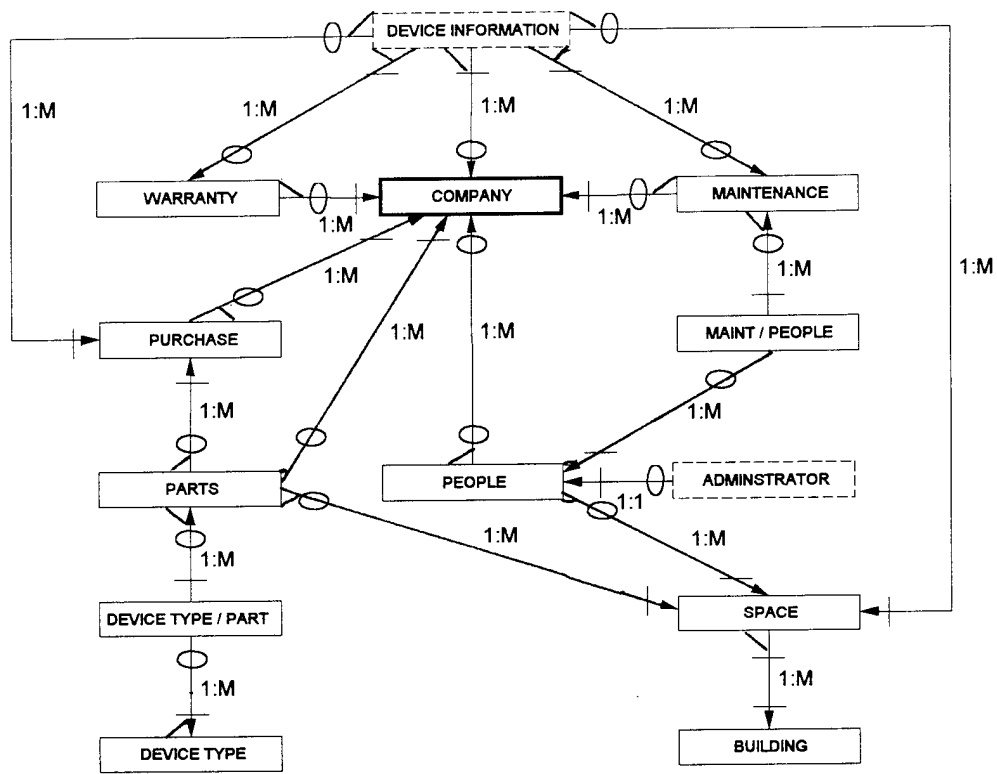 DEVICE INFORMATION
1:M
1:M
1:M
1:M
WARRANTY
COMPANY
MAINTENANCE
1:M
1:M
1:M
1:M
1:M
PURCHASE
1:M
1:M
MAINT / PEOPLE
1:M
1:M
PARTS
PEOPLE
ADMINSTRATOR
1:1
1:M
1:M
1:M
DEVICE TYPE / PART
SPACE
1:M
1:M
DEVICE TYPE
BUILDING